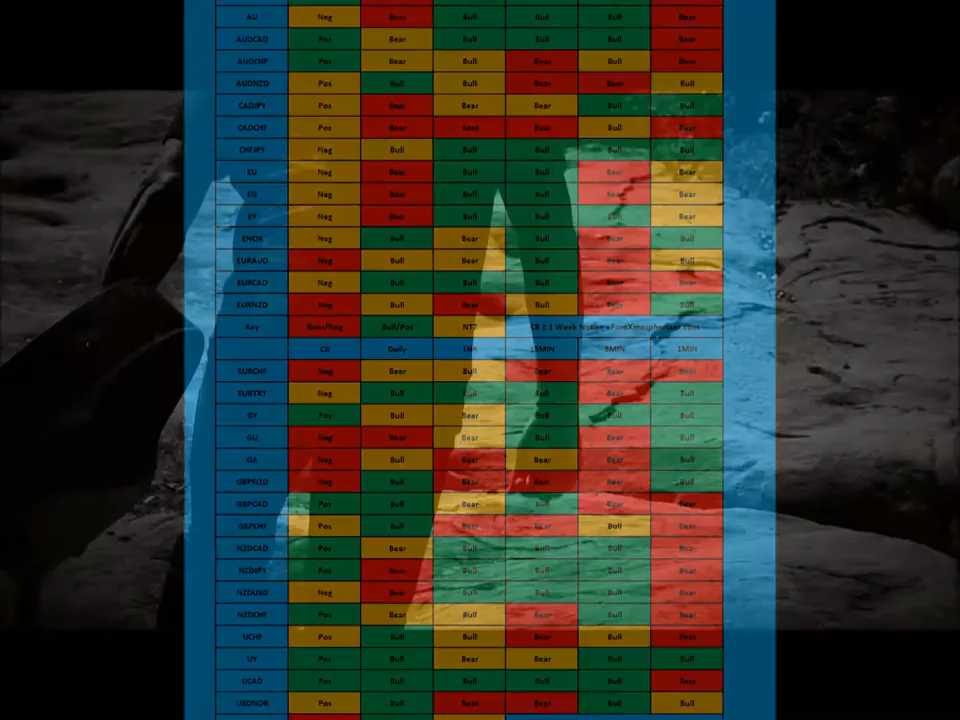 AU Neg Bear Bull Bull Bull Bear
AUDCAD Pos Bear Bull Bull Bull Bear
AUDCHF Pos Bear Bull Bear Bull Bear
AUDNZD Pos Bull Bull Bear Bear Bull
CADJPY Pos Bear Bear Bear Bull Bull
CADCHF Pos Bear Bear Bear Bull Bear
CHFJPY Neg Bull Bull Bull Bull Bull
EU Neg Bear Bull Bull Bear Bear
EG Neg Bear Bull Bull Bear Bear
EY Neg Bear Bull Bull Bull Bear
ENOK Neg Bull Bear Bull Bear Bull
EURAUD Neg Bull Bear Bull Bear Bull
EURCAD Neg Bull Bull Bull Bear Bull
EURNZD Neg Bull Bear Bull Bear Bull
Key Bear/Neg Bull/Pos NTZ CB ≥ 1 Week Notice - ForeXmospherians.com
CB Daily 1HR 15MIN 5MIN 1MIN
EURCHF Neg Bear Bull Bear Bear Bear
EURTRY Neg Bull Bull Bull Bear Bull
GY Pos Bull Bear Bull Bull Bull
GU Neg Bear Bear Bull Bear Bull
GA Neg Bull Bear Bear Bear Bull
GBPNZD Neg Bull Bear Bear Bear Bull
GBPCAD Pos Bull Bear Bull Bear Bear
GBPCHF Pos Bull Bear Bear Bull Bear
NZDCAD Pos Bear Bull Bull Bull Bear
NZDJPY Pos Bear Bull Bull Bull Bear
NZDUSD Neg Bear Bull Bull Bull Bear
NZDCHF Pos Bear Bull Bear Bull Bear
UCHF Pos Bull Bull Bear Bull Bear
UY Pos Bull Bear Bear Bull Bull
UCAD Pos Bull Bull Bull Bull Bear
USDNOK Pos Bull Bear Bear Bull Bull